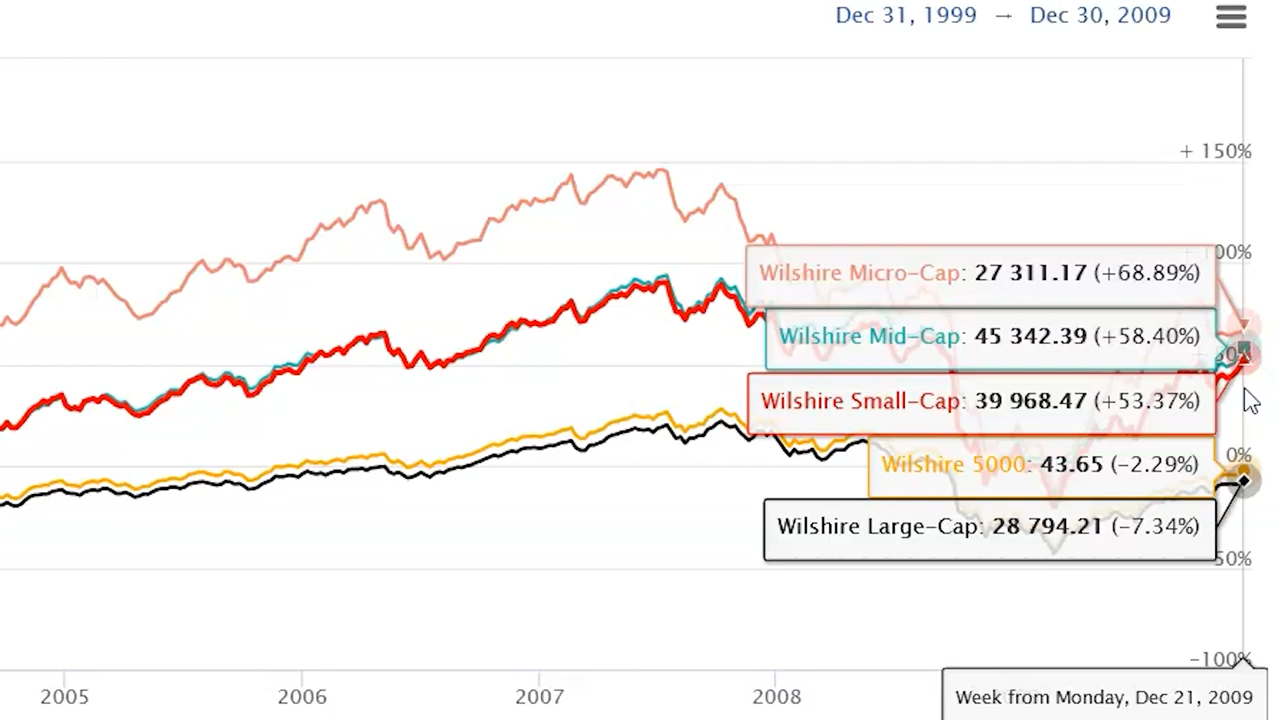 Dec 31, 1999 → Dec 30, 2009
+ 150%
Wilshire Micro-Cap: 27 311.17 (+68.89%)
Wilshire Mid-Cap: 45 342.39 (+58.40%)
Wilshire Small-Cap: 39 968.47 (+53.37%)
0%
Wilshire 5000: 43.65 (-2.29%)
Wilshire Large-Cap: 28 794.21 (-7.34%)
50%
-100%
2005 2006 2007 2008
Week from Monday, Dec 21, 2009